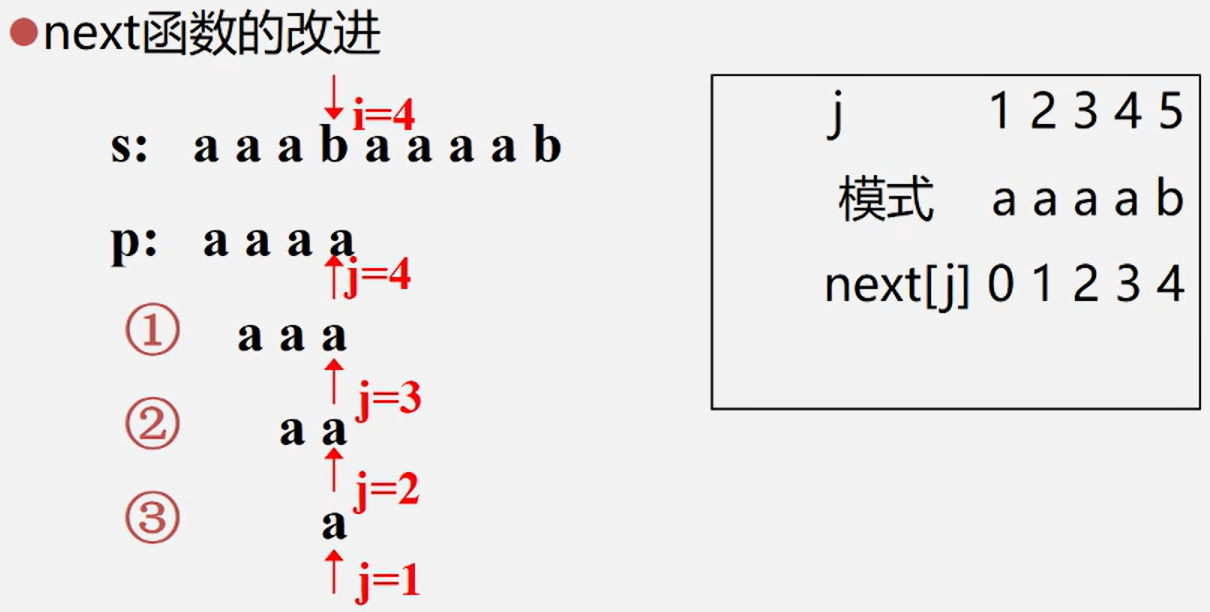 ●next函数的改进
i=4
s: a a a b a a a a b
p: a a a a
j=4
① a a a
j=3
② a a
j=2
③ a
j=1
j 1 2 3 4 5
模式 a a a a b
next[j] 0 1 2 3 4